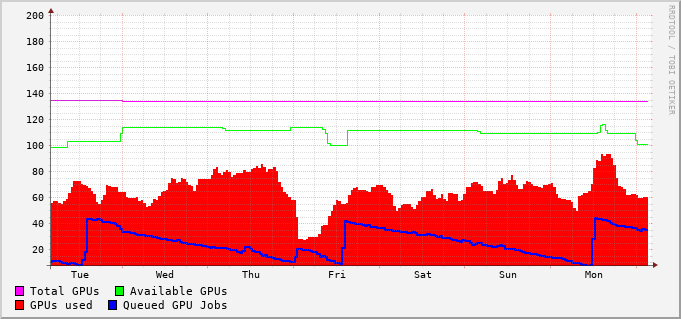 200
180
160
140
120
100
80
60
40
20
Tue Wed Thu Fri Sat Sun Mon
Total GPUs Available GPUs
GPUs used Queued GPU Jobs
RRDTOOL / TOBI OETIKER